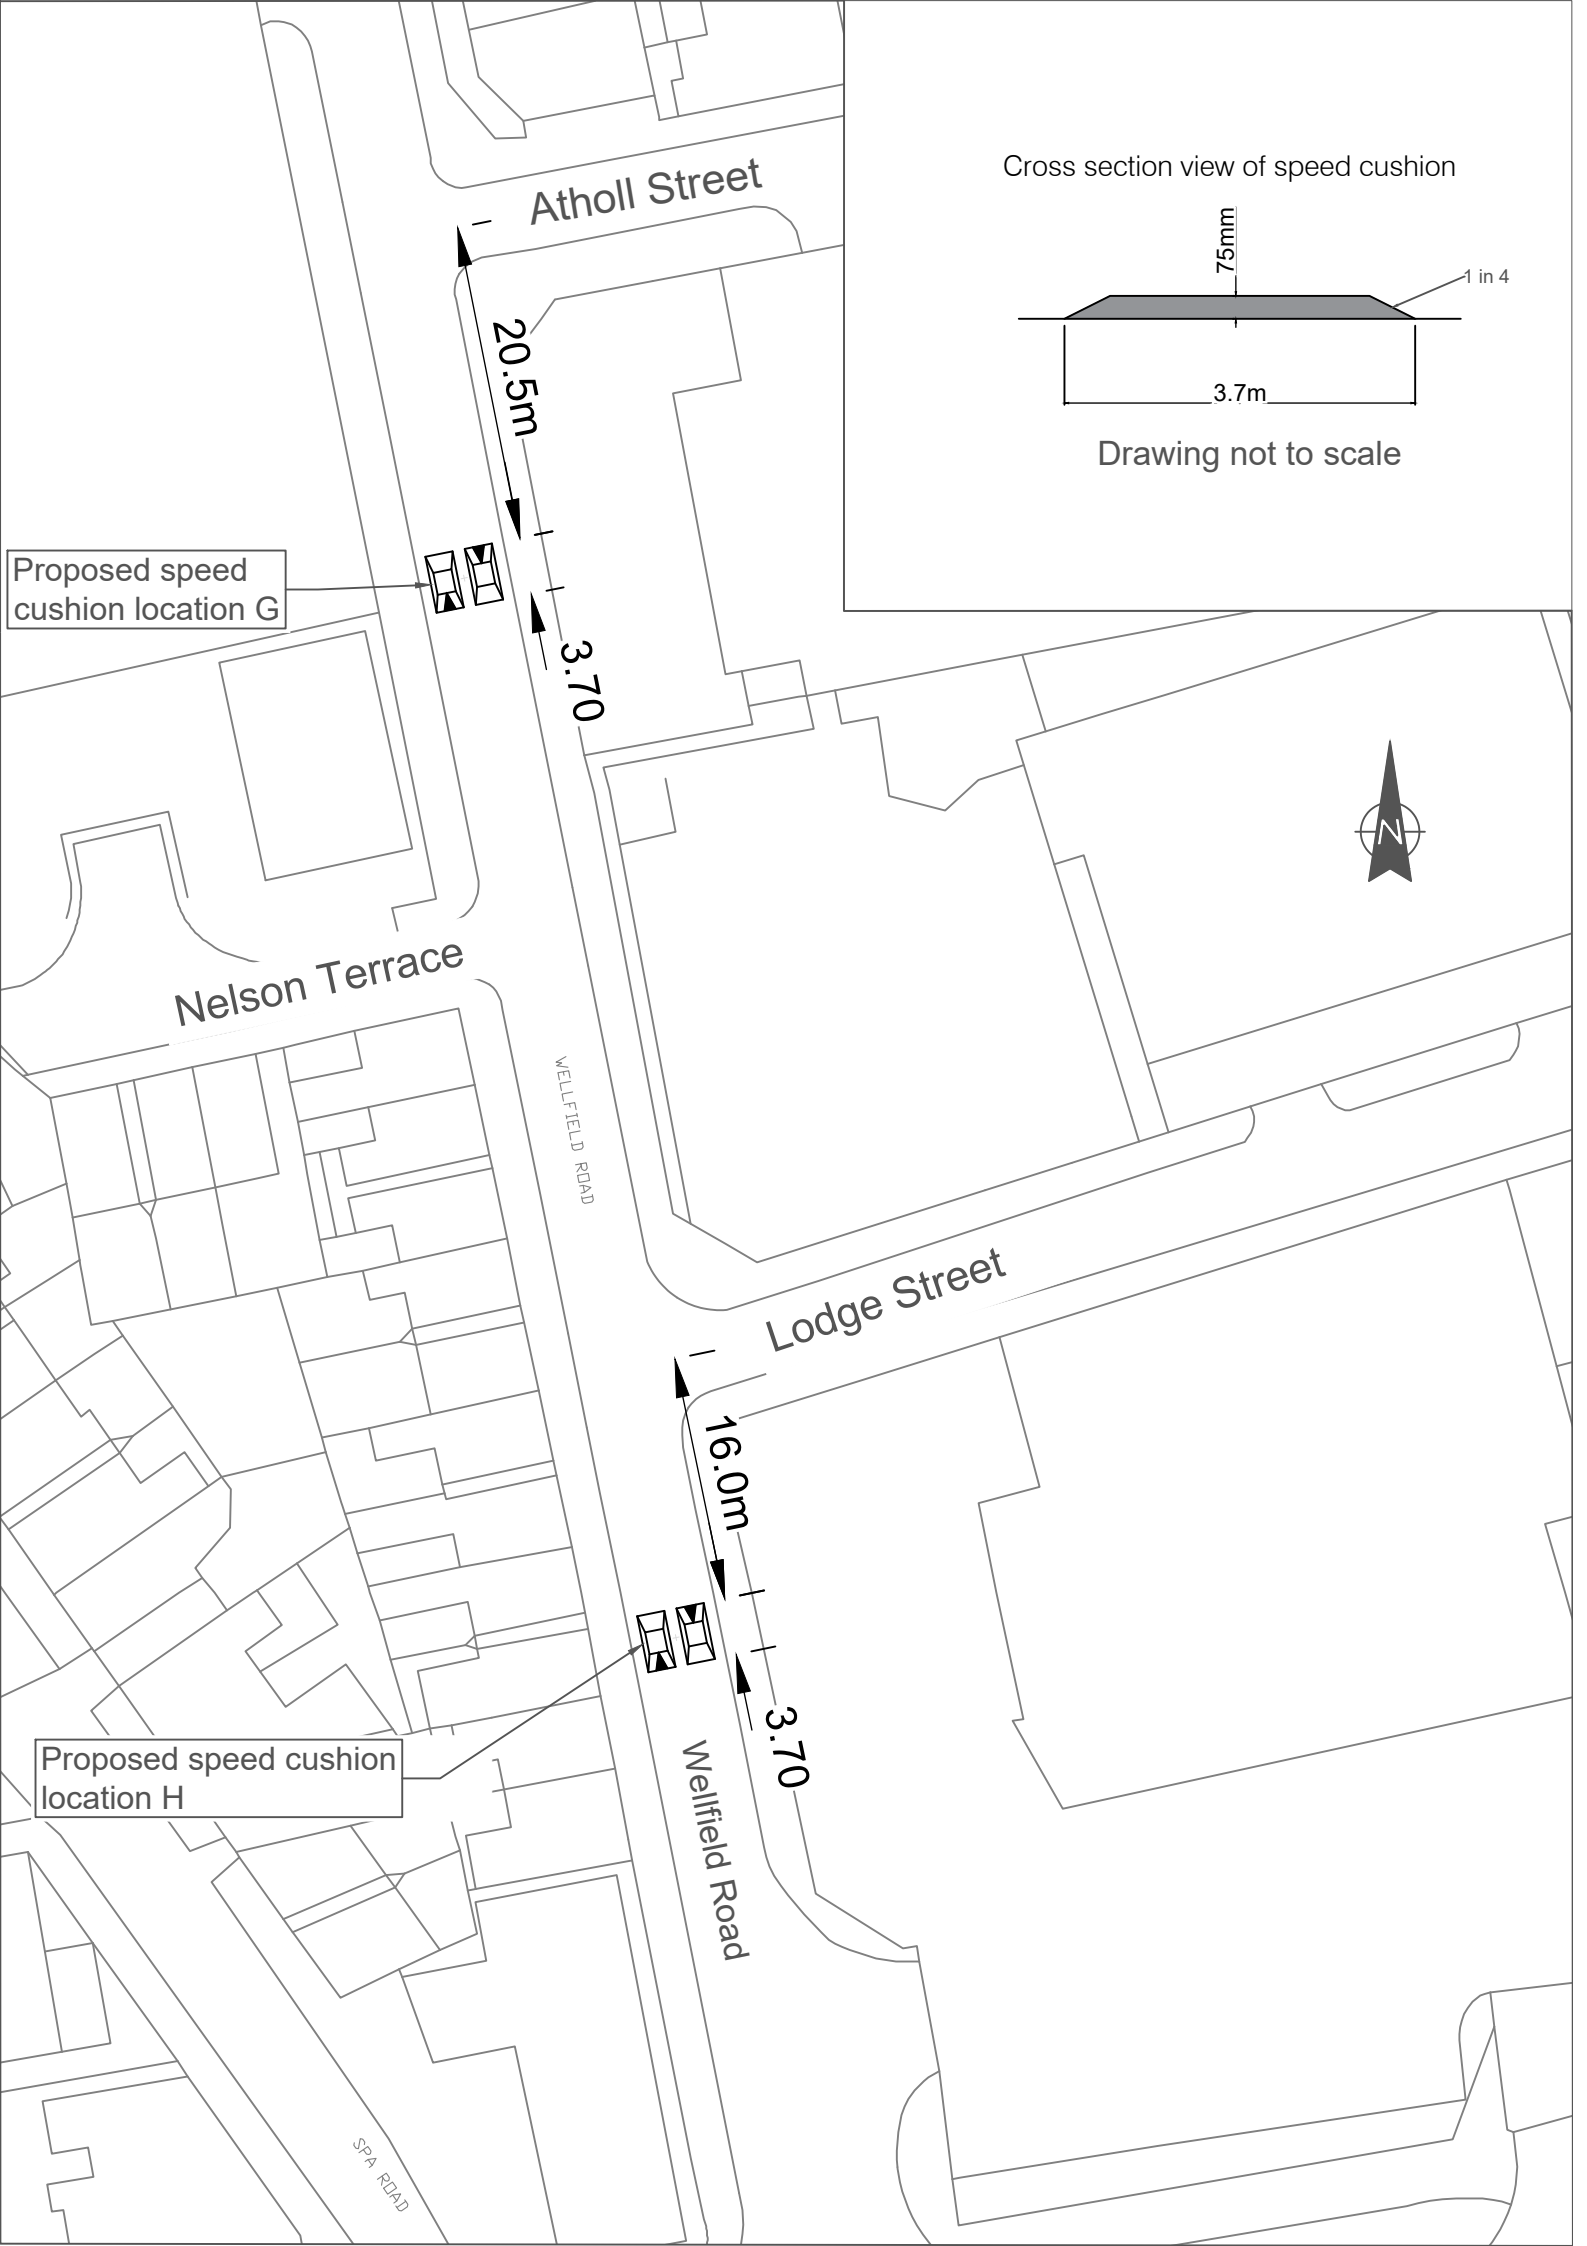 Cross section view of speed cushion
75mm
1 in 4
3.7m
Drawing not to scale
Atholl Street
20.5m
Proposed speed
cushion location G
3.70
N
Nelson Terrace
WELLFIELD ROAD
Lodge Street
16.0m
3.70
Proposed speed cushion
location H
Wellfield Road
SPA ROAD